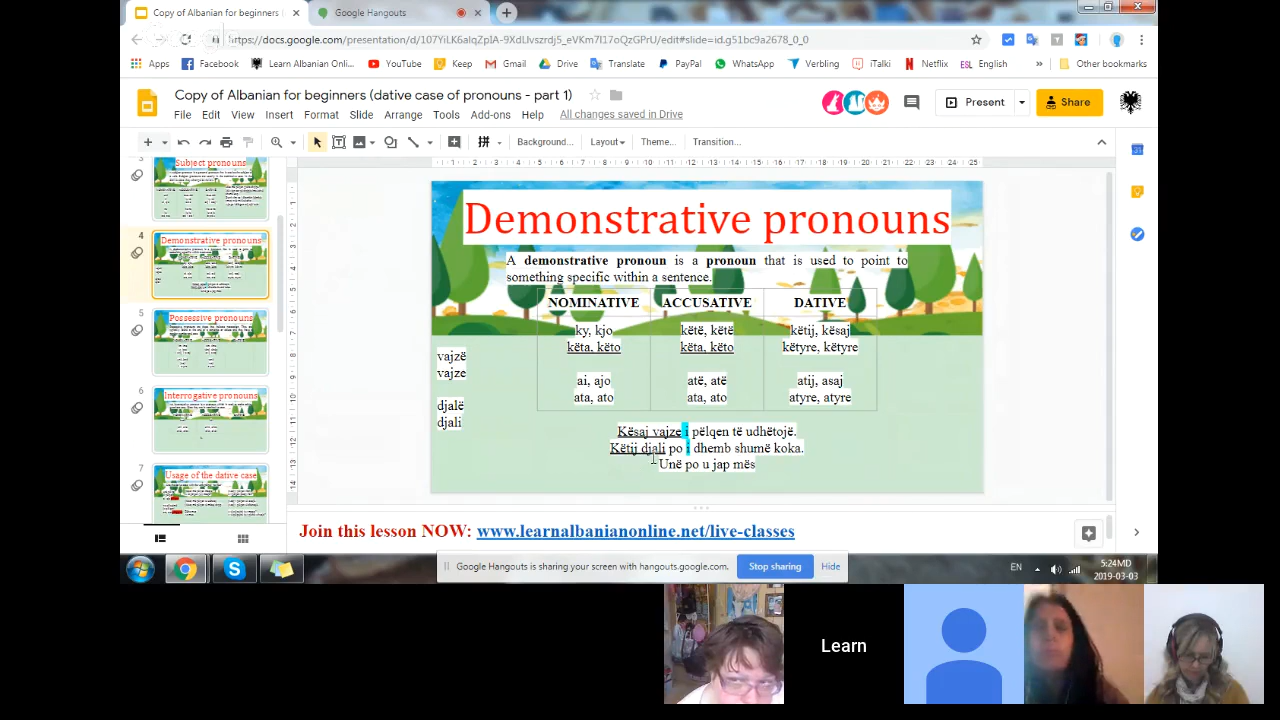 Copy of Albanian for beginners (
Google Hangouts
https://docs.google.com/presentation/d/107YiLK6alqZpIA-9XdLlvszrdj5_eVKm7l17oQzGPrU/edit#slide=id.g51bc9a2678_0_0
Apps Facebook Learn Albanian Onli... YouTube Keep Gmail Drive Translate PayPal WhatsApp Verbling iTalki Netflix ESL English » Other bookmarks
Copy of Albanian for beginners (dative case of pronouns - part 1)
File Edit View Insert Format Slide Arrange Tools Add-ons Help All changes saved in Drive
Present
Share
Background... Layout Theme... Transition...
3
Subject pronouns
4
Demonstrative pronouns
5
Possessive pronouns
6
Interrogative pronouns
7
Usage of the dative case
Demonstrative pronouns
A demonstrative pronoun is a pronoun that is used to point to
something specific within a sentence.
NOMINATIVE ACCUSATIVE DATIVE
ky, kjo këtë, këtë këtij, kësaj
këta, këto këta, këto këtyre, këtyre
ai, ajo atë, atë atij, asaj
ata, ato ata, ato atyre, atyre
vajzë
vajze
djalë
djali
Kësaj vajze i pëlqen të udhëtojë.
Këtij djali po i dhemb shumë koka.
Unë po u jap mës
Join this lesson NOW: www.learnalbanianonline.net/live-classes
Google Hangouts is sharing your screen with hangouts.google.com. Stop sharing Hide
EN
5:24MD
2019-03-03
Learn